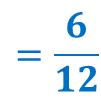 = 6/12